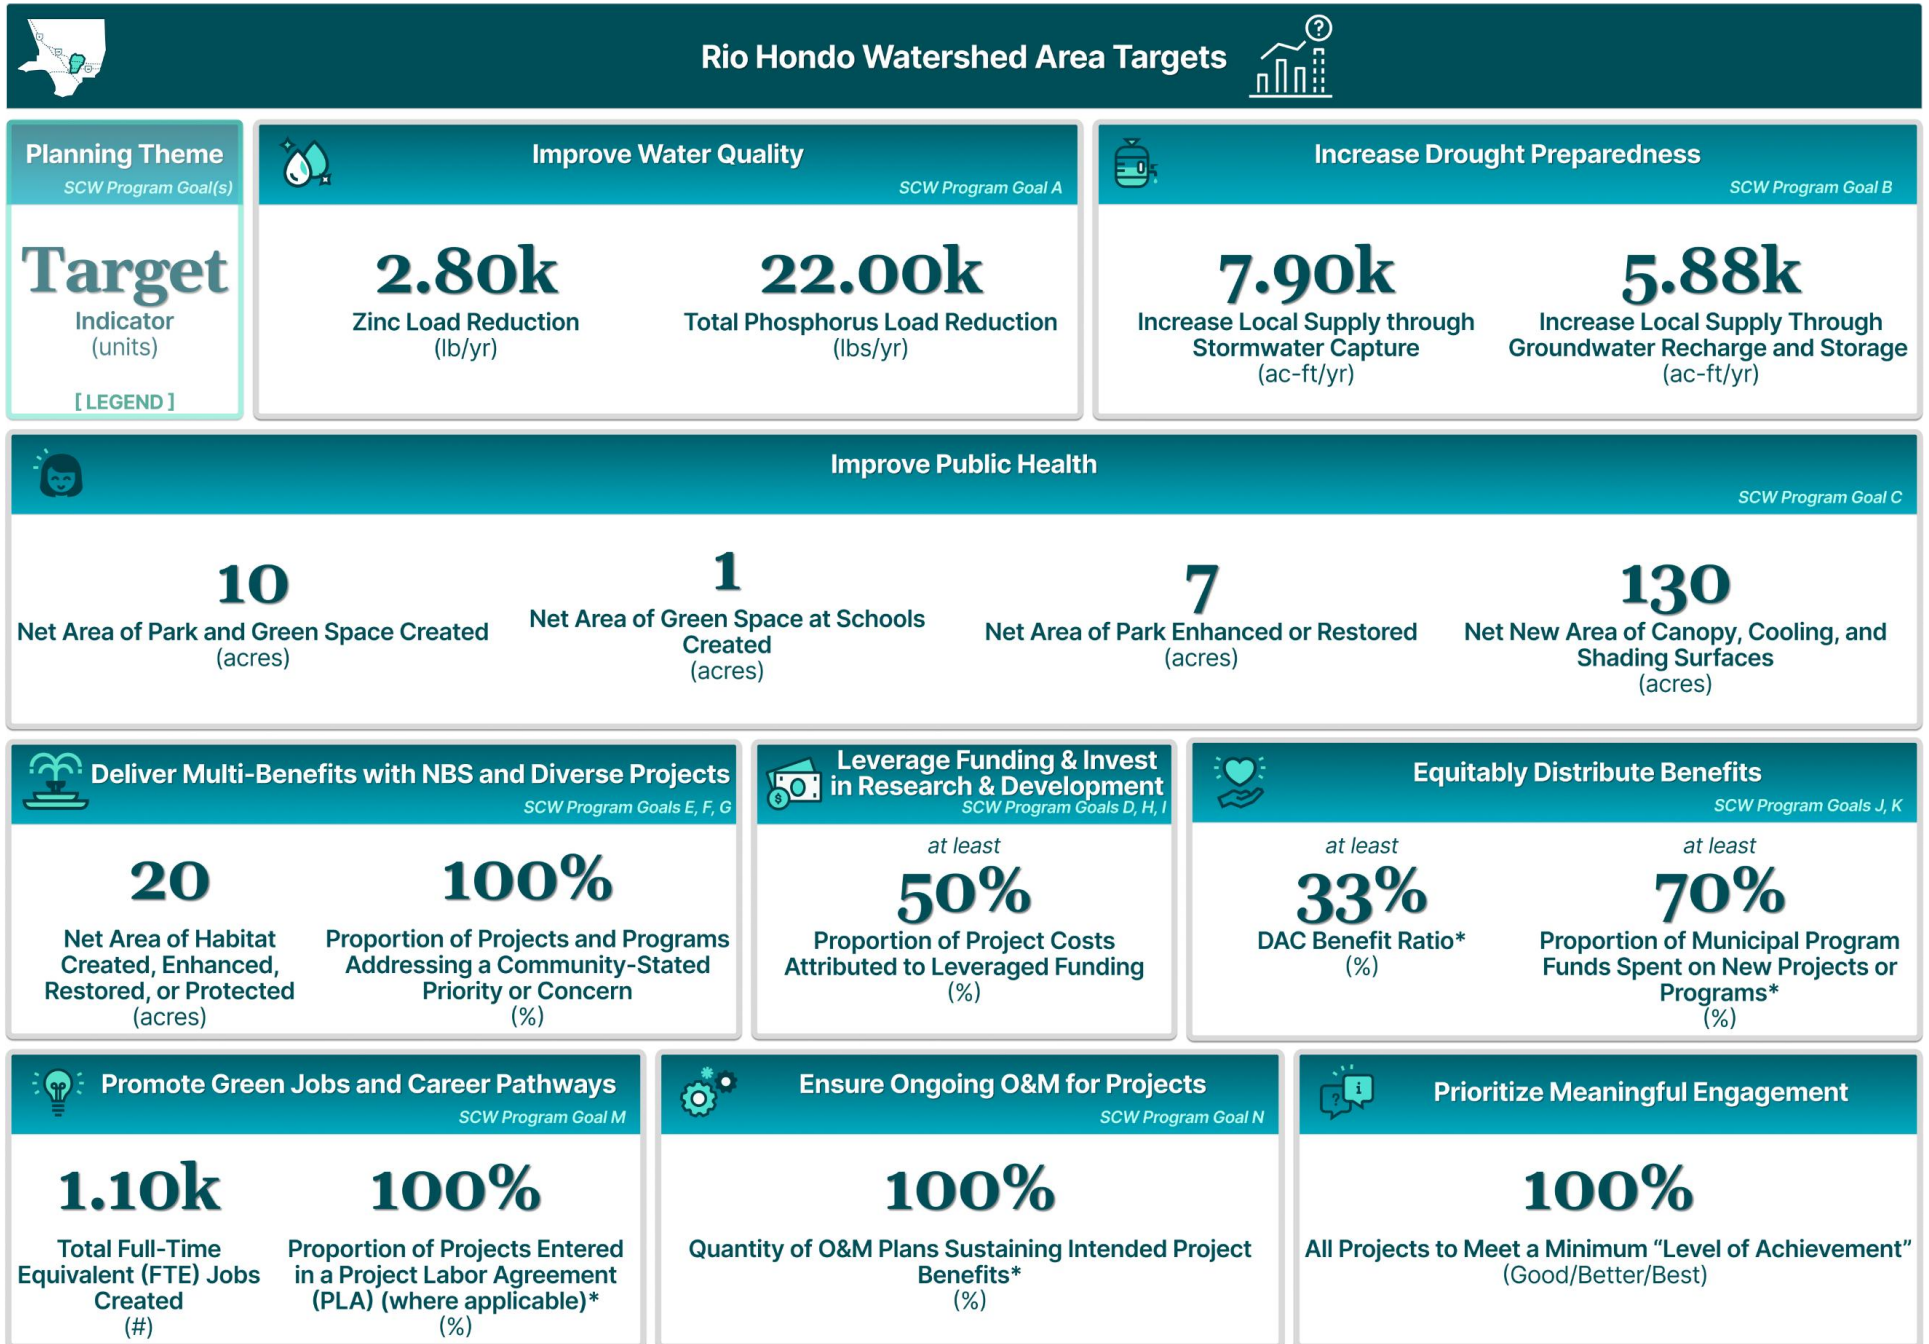 Rio Hondo Watershed Area Targets
?
Planning Theme
SCW Program Goal(s)
Target
Indicator
(units)
[ LEGEND ]
Improve Water Quality
SCW Program Goal A
2.80k
Zinc Load Reduction
(lb/yr)
22.00k
Total Phosphorus Load Reduction
(lbs/yr)
Increase Drought Preparedness
SCW Program Goal B
7.90k
Increase Local Supply through
Stormwater Capture
(ac-ft/yr)
5.88k
Increase Local Supply Through
Groundwater Recharge and Storage
(ac-ft/yr)
Improve Public Health
SCW Program Goal C
10
Net Area of Park and Green Space Created
(acres)
1
Net Area of Green Space at Schools
Created
(acres)
7
Net Area of Park Enhanced or Restored
(acres)
130
Net New Area of Canopy, Cooling, and
Shading Surfaces
(acres)
Deliver Multi-Benefits with NBS and Diverse Projects
SCW Program Goals E, F, G
20
Net Area of Habitat
Created, Enhanced,
Restored, or Protected
(acres)
100%
Proportion of Projects and Programs
Addressing a Community-Stated
Priority or Concern
(%)
$
Leverage Funding & Invest
in Research & Development
SCW Program Goals D, H, I
at least
50%
Proportion of Project Costs
Attributed to Leveraged Funding
(%)
Equitably Distribute Benefits
SCW Program Goals J, K
at least
33%
DAC Benefit Ratio*
(%)
at least
70%
Proportion of Municipal Program
Funds Spent on New Projects or
Programs*
(%)
Promote Green Jobs and Career Pathways
SCW Program Goal M
1.10k
Total Full-Time
Equivalent (FTE) Jobs
Created
(#)
100%
Proportion of Projects Entered
in a Project Labor Agreement
(PLA) (where applicable)*
(%)
Ensure Ongoing O&M for Projects
SCW Program Goal N
100%
Quantity of O&M Plans Sustaining Intended Project
Benefits*
(%)
? i
Prioritize Meaningful Engagement
100%
All Projects to Meet a Minimum “Level of Achievement”
(Good/Better/Best)